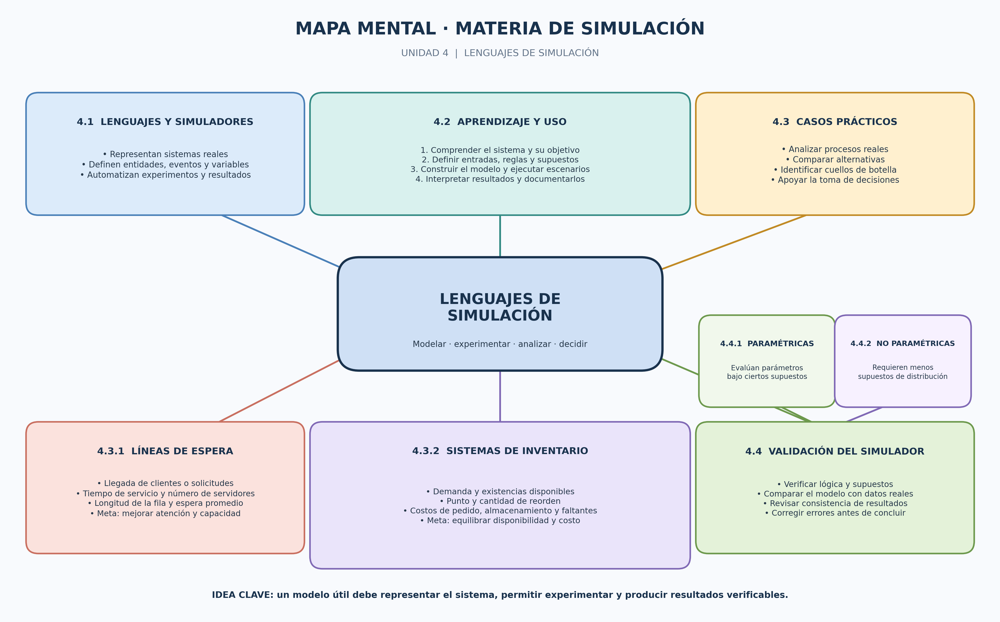 MAPA MENTAL · MATERIA DE SIMULACIÓN
UNIDAD 4 | LENGUAJES DE SIMULACIÓN
4.1 LENGUAJES Y SIMULADORES
• Representan sistemas reales
• Definen entidades, eventos y variables
• Automatizan experimentos y resultados
4.2 APRENDIZAJE Y USO
1. Comprender el sistema y su objetivo
2. Definir entradas, reglas y supuestos
3. Construir el modelo y ejecutar escenarios
4. Interpretar resultados y documentarlos
4.3 CASOS PRÁCTICOS
• Analizar procesos reales
• Comparar alternativas
• Identificar cuellos de botella
• Apoyar la toma de decisiones
LENGUAJES DE
SIMULACIÓN
Modelar · experimentar · analizar · decidir
4.4.1 PARAMÉTRICAS
Evalúan parámetros
bajo ciertos supuestos
4.4.2 NO PARAMÉTRICAS
Requieren menos
supuestos de distribución
4.3.1 LÍNEAS DE ESPERA
• Llegada de clientes o solicitudes
• Tiempo de servicio y número de servidores
• Longitud de la fila y espera promedio
• Meta: mejorar atención y capacidad
4.3.2 SISTEMAS DE INVENTARIO
• Demanda y existencias disponibles
• Punto y cantidad de reorden
• Costos de pedido, almacenamiento y faltantes
• Meta: equilibrar disponibilidad y costo
4.4 VALIDACIÓN DEL SIMULADOR
• Verificar lógica y supuestos
• Comparar el modelo con datos reales
• Revisar consistencia de resultados
• Corregir errores antes de concluir
IDEA CLAVE: un modelo útil debe representar el sistema, permitir experimentar y producir resultados verificables.